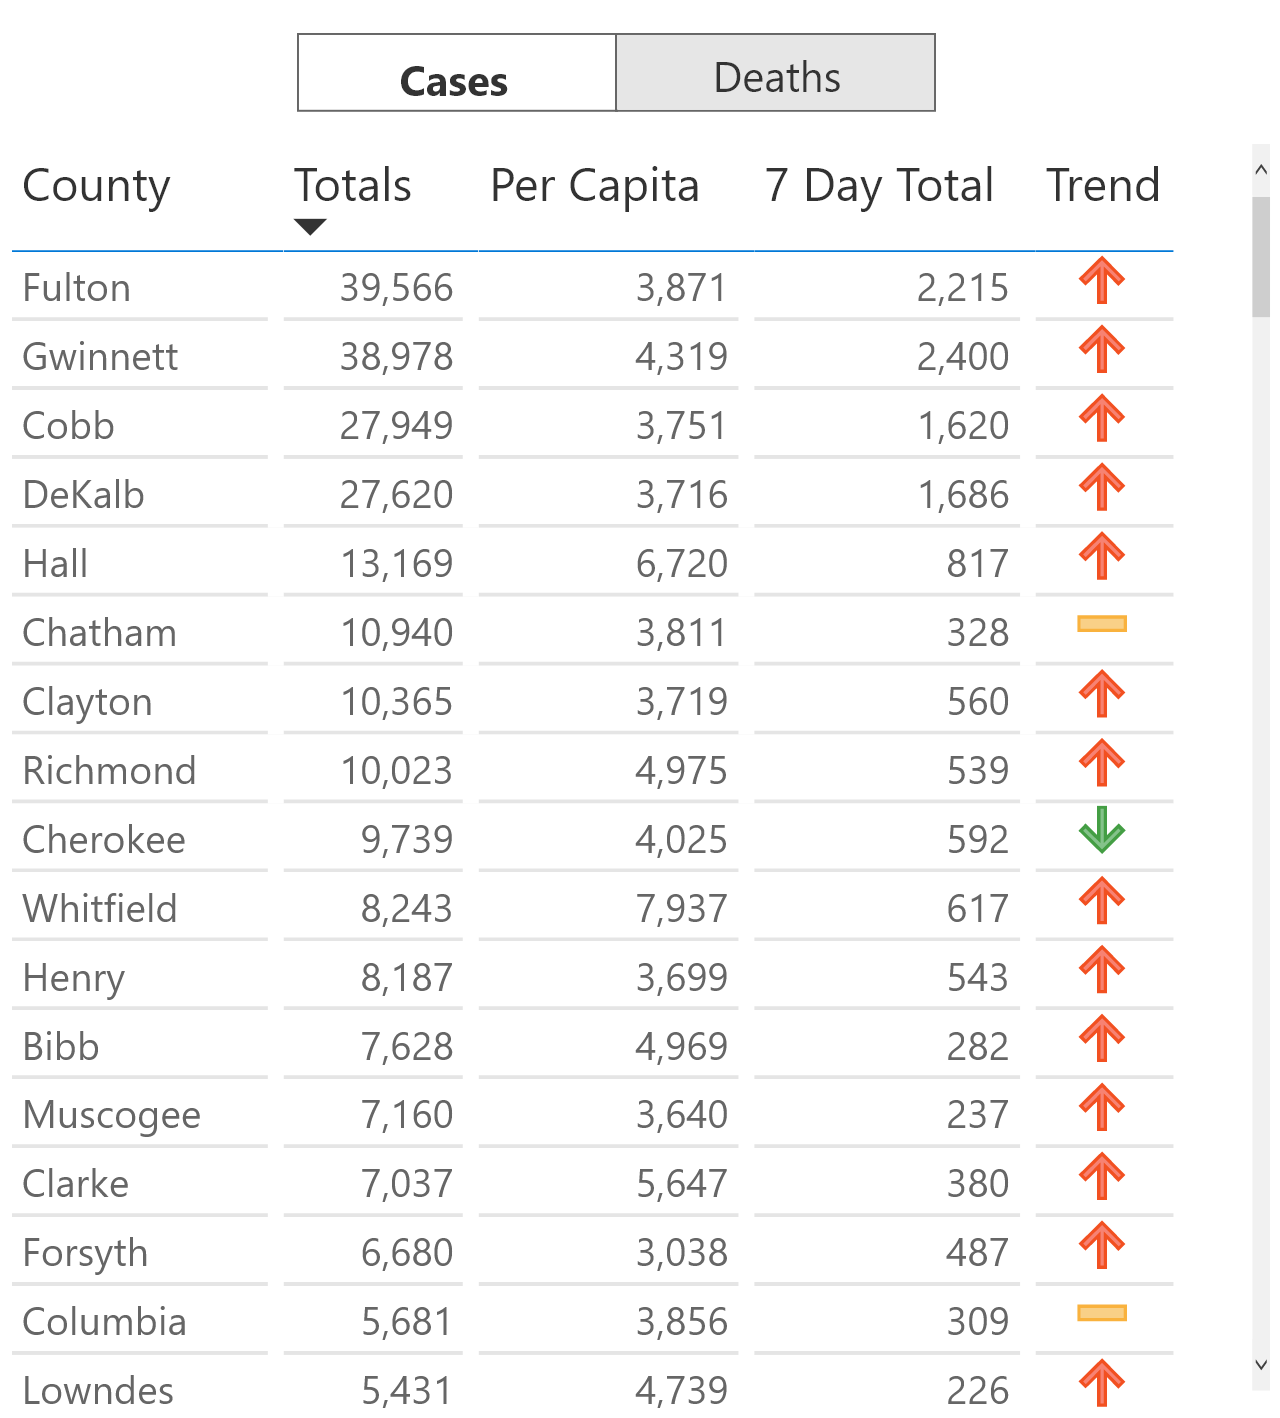 Cases Deaths
County Totals Per Capita 7 Day Total Trend
Fulton 39,566 3,871 2,215
Gwinnett 38,978 4,319 2,400
Cobb 27,949 3,751 1,620
DeKalb 27,620 3,716 1,686
Hall 13,169 6,720 817
Chatham 10,940 3,811 328
Clayton 10,365 3,719 560
Richmond 10,023 4,975 539
Cherokee 9,739 4,025 592
Whitfield 8,243 7,937 617
Henry 8,187 3,699 543
Bibb 7,628 4,969 282
Muscogee 7,160 3,640 237
Clarke 7,037 5,647 380
Forsyth 6,680 3,038 487
Columbia 5,681 3,856 309
Lowndes 5,431 4,739 226